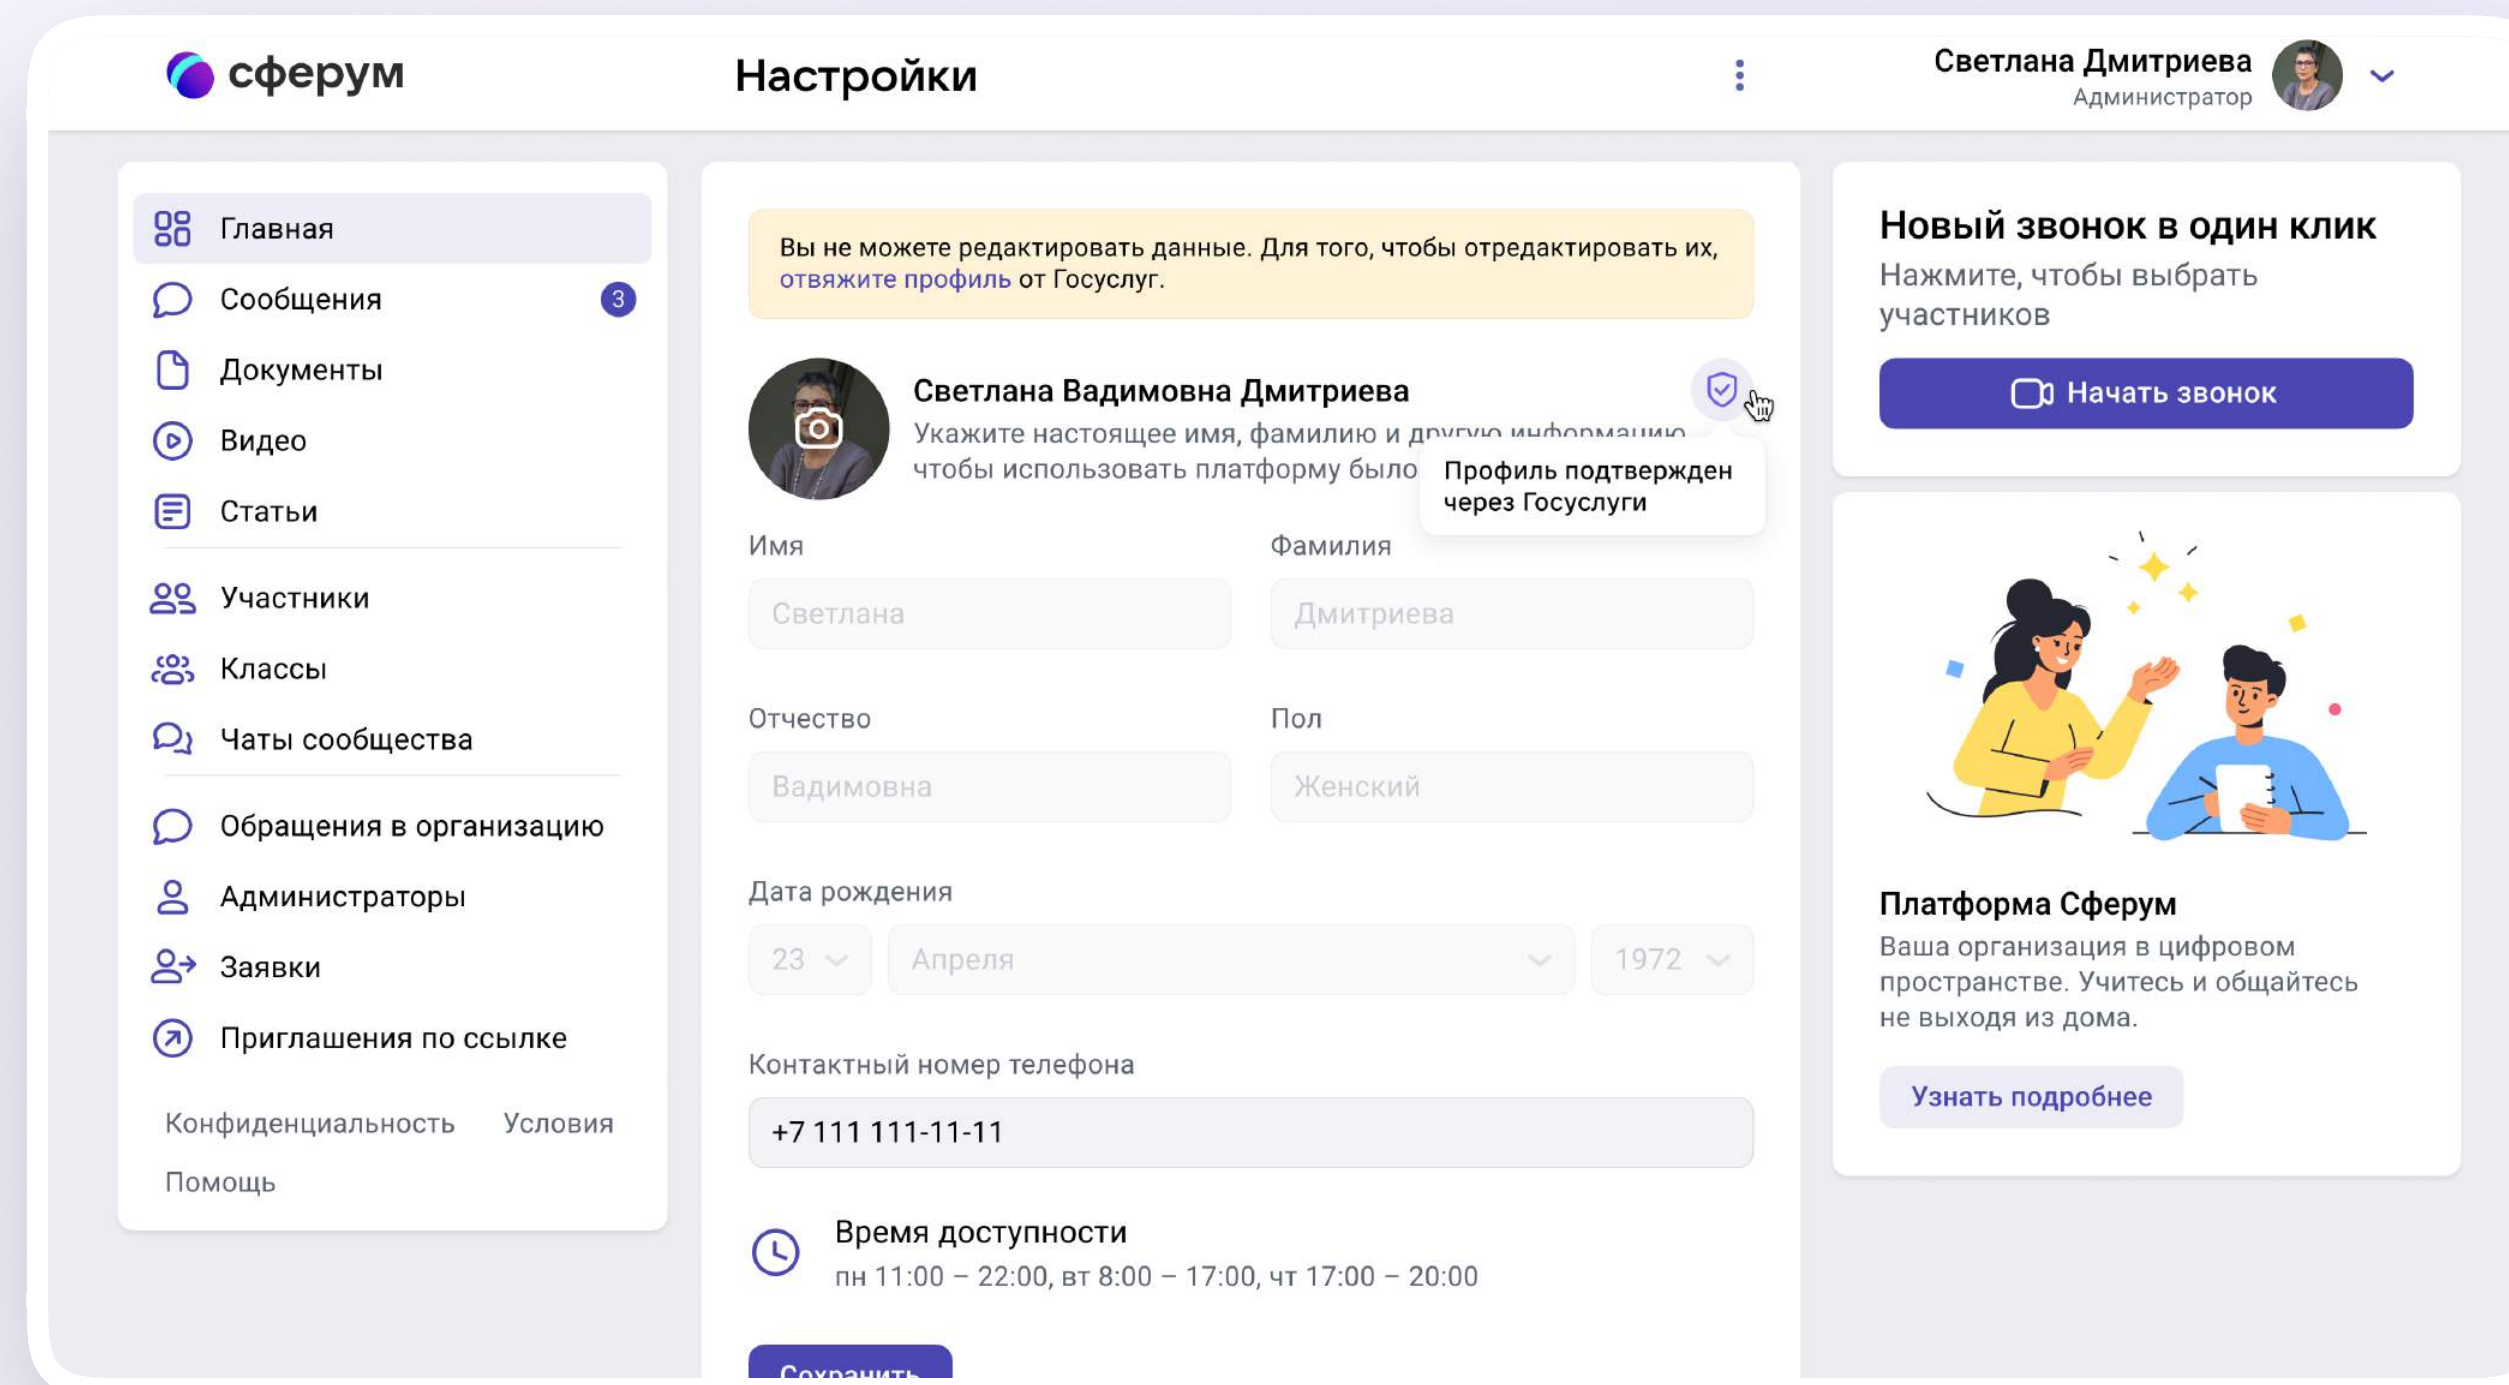 сферум
Настройки
Светлана Дмитриева
Администратор
Главная
Сообщения
3
Документы
Видео
Статьи
Участники
Классы
Чаты сообщества
Обращения в организацию
Администраторы
Заявки
Приглашения по ссылке
Конфиденциальность Условия
Помощь
Вы не можете редактировать данные. Для того, чтобы отредактировать их,
отвяжите профиль от Госуслуг.
Светлана Вадимовна Дмитриева
Укажите настоящее имя, фамилию и другую информацию
чтобы использовать платформу было
Профиль подтвержден
через Госуслуги
Имя
Фамилия
Светлана
Дмитриева
Отчество
Пол
Вадимовна
Женский
Дата рождения
23
Апреля
1972
Контактный номер телефона
+7 111 111-11-11
Время доступности
пн 11:00 – 22:00, вт 8:00 – 17:00, чт 17:00 – 20:00
Сохранить
Новый звонок в один клик
Нажмите, чтобы выбрать
участников
Начать звонок
Платформа Сферум
Ваша организация в цифровом
пространстве. Учитесь и общайтесь
не выходя из дома.
Узнать подробнее